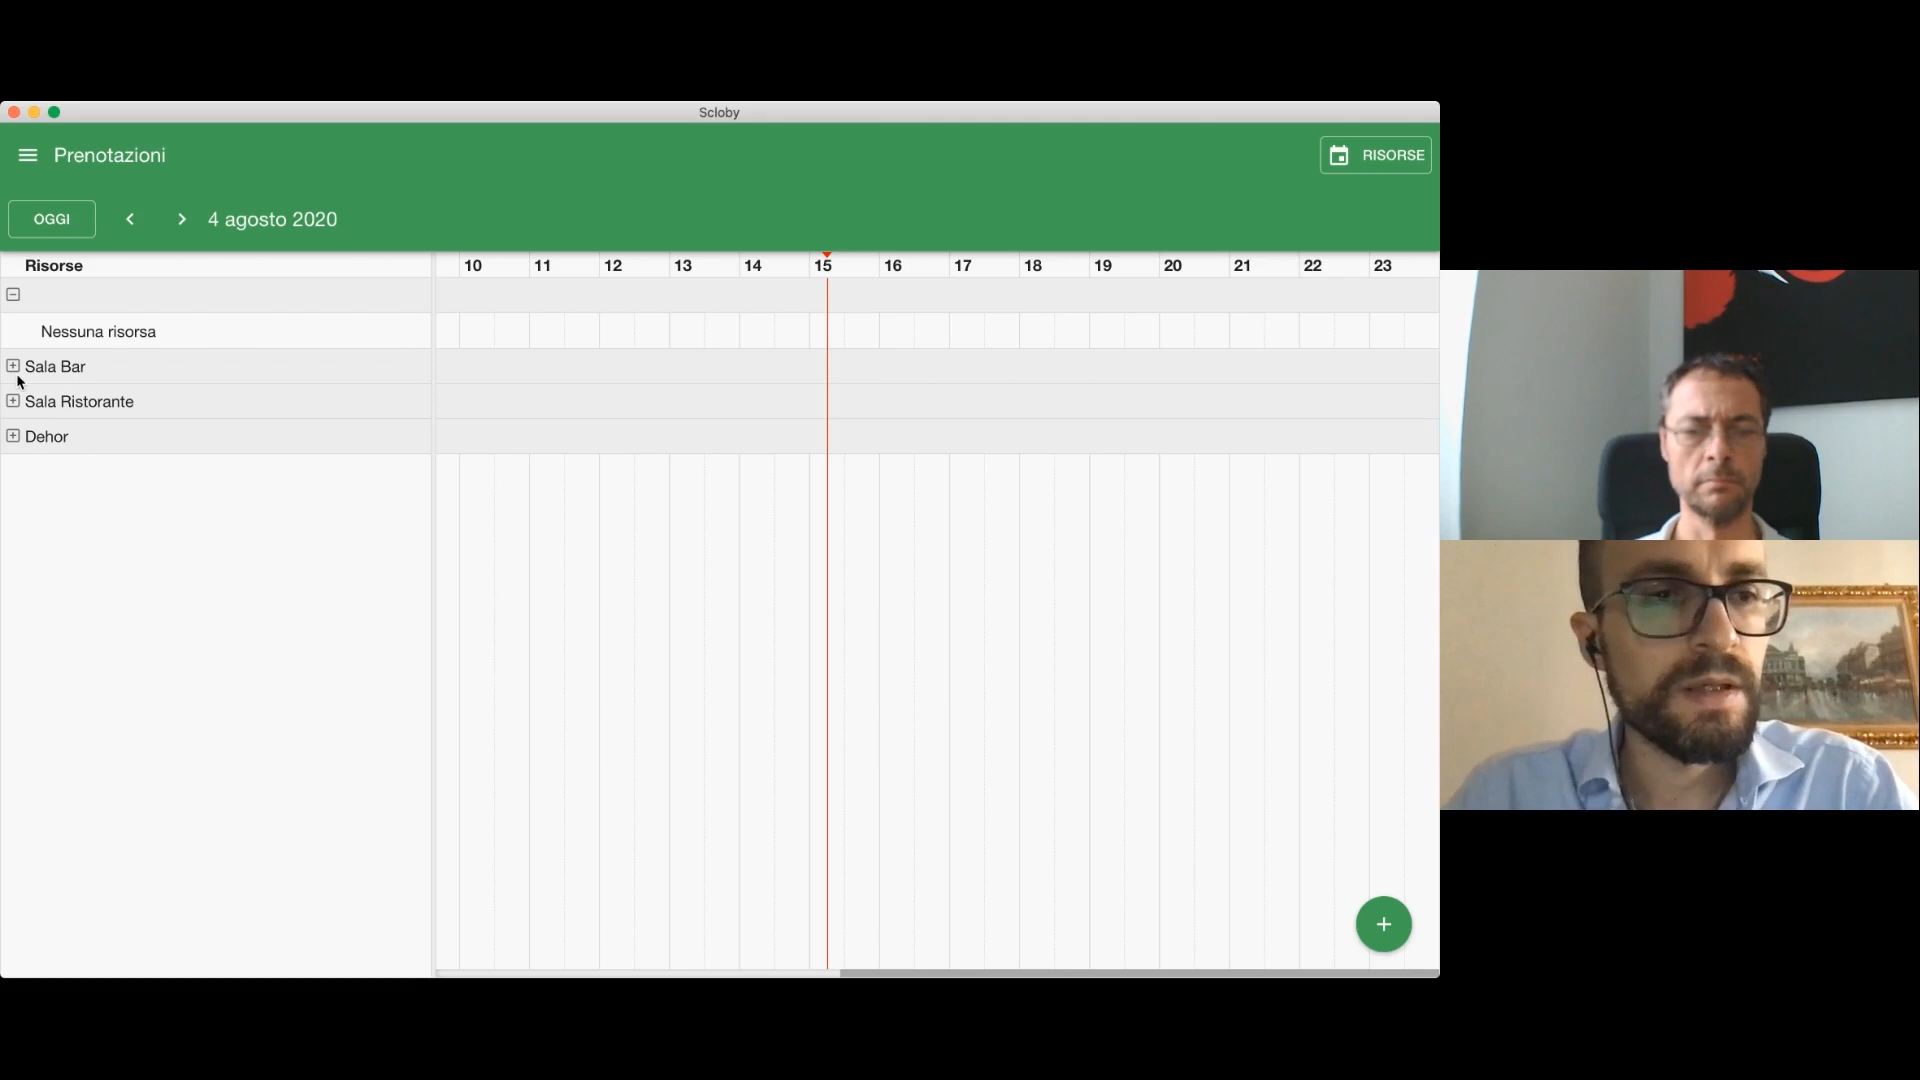 Scloby
Prenotazioni
RISORSE
OGGI
4 agosto 2020
Risorse 10 11 12 13 14 15 16 17 18 19 20 21 22 23
Nessuna risorsa
Sala Bar
Sala Ristorante
Dehor